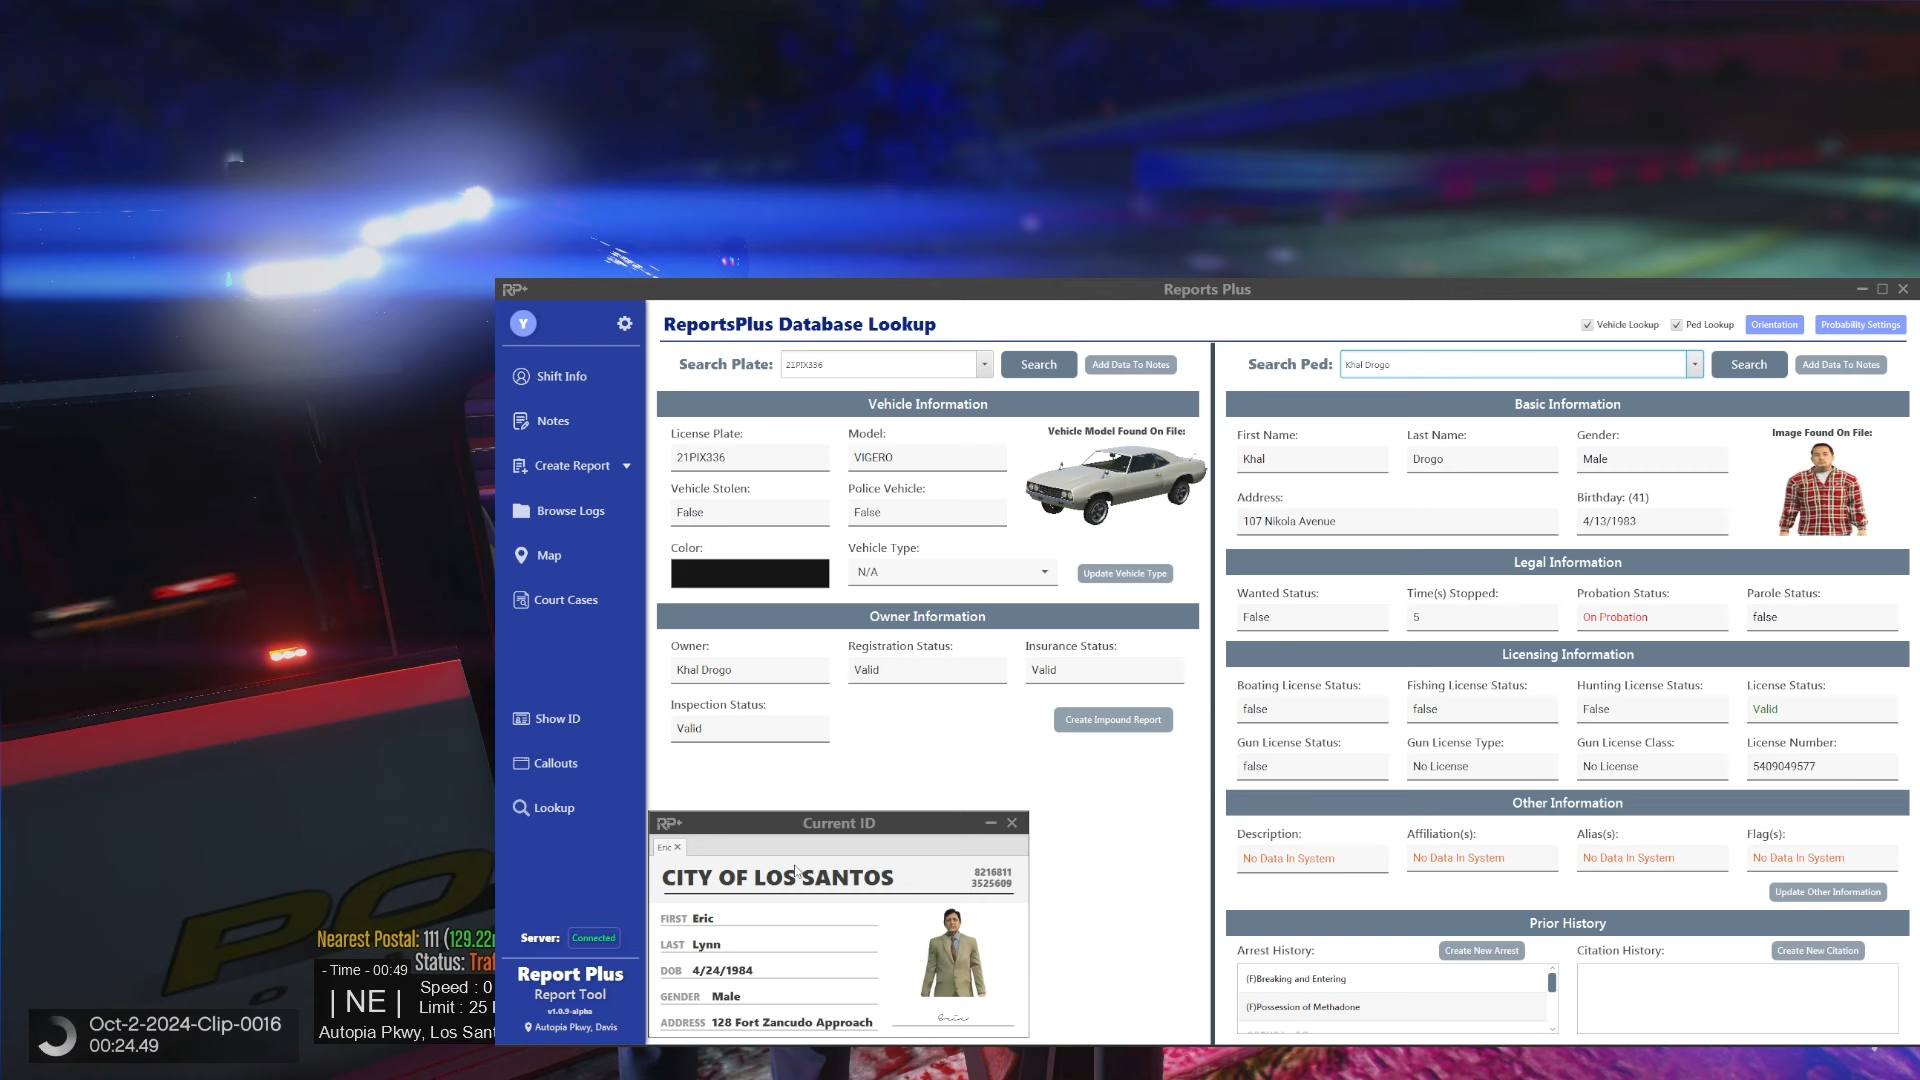 RP+
Reports Plus
Y
Shift Info
Notes
Create Report
Browse Logs
Map
Court Cases
Show ID
Callouts
Lookup
Server: Connected
Report Plus
Report Tool
v1.0.9-alpha
Autopia Pkwy, Davis
ReportsPlus Database Lookup
Vehicle Lookup
Ped Lookup
Orientation
Probability Settings
Search Plate: 21PIX336
Search
Add Data To Notes
Vehicle Information
License Plate:
21PIX336
Model:
VIGERO
Vehicle Model Found On File:
Vehicle Stolen:
False
Police Vehicle:
False
Color:
Vehicle Type:
N/A
Update Vehicle Type
Owner Information
Owner:
Khal Drogo
Registration Status:
Valid
Insurance Status:
Valid
Inspection Status:
Valid
Create Impound Report
Search Ped: Khal Drogo
Search
Add Data To Notes
Basic Information
First Name:
Khal
Last Name:
Drogo
Gender:
Male
Image Found On File:
Address:
107 Nikola Avenue
Birthday: (41)
4/13/1983
Legal Information
Wanted Status:
False
Time(s) Stopped:
5
Probation Status:
On Probation
Parole Status:
false
Licensing Information
Boating License Status:
false
Fishing License Status:
false
Hunting License Status:
False
License Status:
Valid
Gun License Status:
false
Gun License Type:
No License
Gun License Class:
No License
License Number:
5409049577
Other Information
Description:
No Data In System
Affiliation(s):
No Data In System
Alias(s):
No Data In System
Flag(s):
No Data In System
Update Other Information
Prior History
Arrest History:
Create New Arrest
(F)Breaking and Entering
(F)Possession of Methadone
Citation History:
Create New Citation
RP+
Current ID
Eric
CITY OF LOS SANTOS
8216811
3525609
FIRST Eric
LAST Lynn
DOB 4/24/1984
GENDER Male
ADDRESS 128 Fort Zancudo Approach
Eric
PO
Nearest Postal: 111 (129.22
Status: Traf
- Time - 00:49
| NE |
Speed : 0
Limit : 25
Autopia Pkwy, Los Sant
Oct-2-2024-Clip-0016
00:24.49